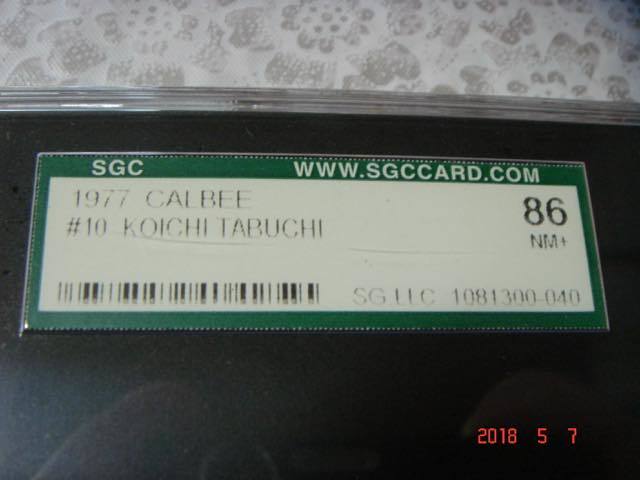 SGC WWW.SGCCARD.COM
1977 CALBEE
#10 KOICHI TABUCHI
86
NM+
SG LLC 1081300-040
2018 5 7